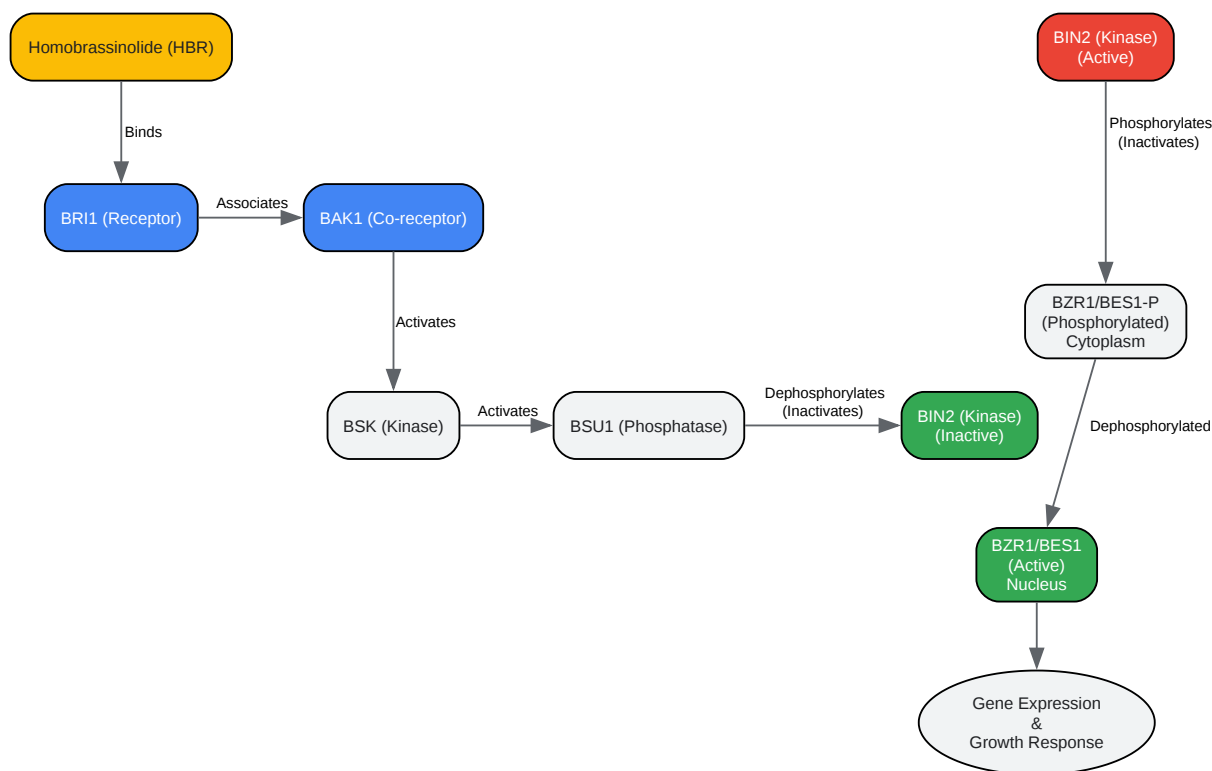 Homobrassinolide (HBR)
BIN2 (Kinase)
(Active)
Binds
Phosphorylates
(Inactivates)
BRI1 (Receptor)
Associates
BAK1 (Co-receptor)
Activates
BZR1/BES1-P
(Phosphorylated)
Cytoplasm
BSK (Kinase)
Activates
BSU1 (Phosphatase)
Dephosphorylates
(Inactivates)
BIN2 (Kinase)
(Inactive)
Dephosphorylated
BZR1/BES1
(Active)
Nucleus
Gene Expression
&
Growth Response